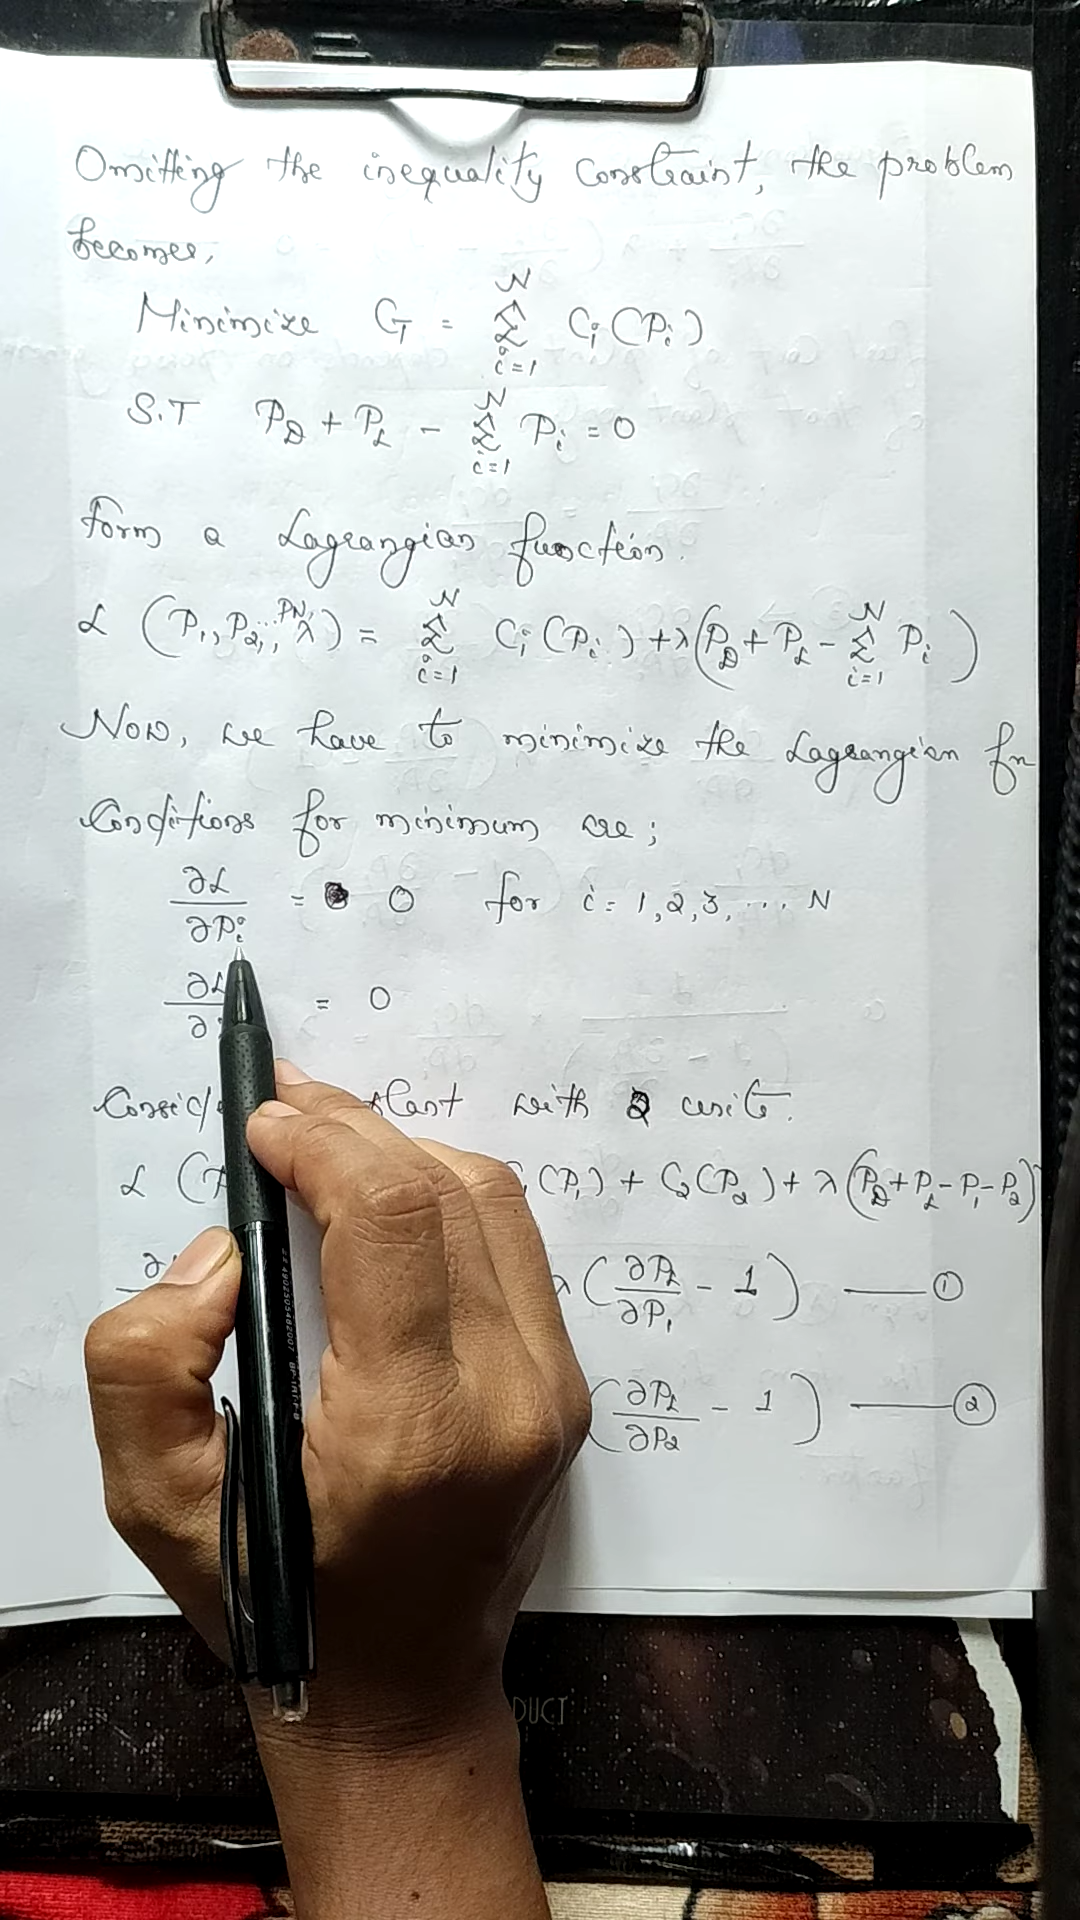 Omitting the inequality constraint, the problem
becomes,
Minimize C_T = Σ_{i=1}^{N} C_i (P_i)
S.T P_D + P_L - Σ_{i=1}^{N} P_i = 0
Form a Lagrangian function.
L (P_1, P_2, ... P_N, λ) = Σ_{i=1}^{N} C_i (P_i) + λ (P_D + P_L - Σ_{i=1}^{N} P_i)
Now, we have to minimize the Lagrangian fn
Conditions for minimum are;
∂L/∂P_i = 0 for i = 1, 2, 3, ... N
∂L = 0
with 2 units.
L (P_1) + C_2 (P_2) + λ (P_D + P_L - P_1 - P_2)
λ (∂P_L/∂P_1 - 1) —— ①
(∂P_L/∂P_2 - 1) —— ②
DUCT